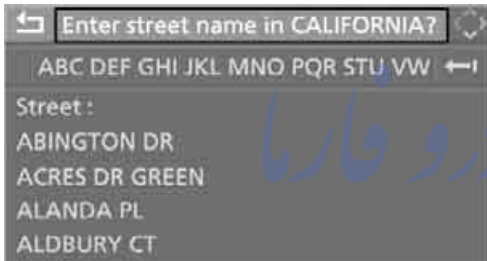 Enter street name in CALIFORNIA?
ABC DEF GHI JKL MNO PQR STU VW
Street :
ABINGTON DR
ACRES DR GREEN
ALANDA PL
ALDBURY CT